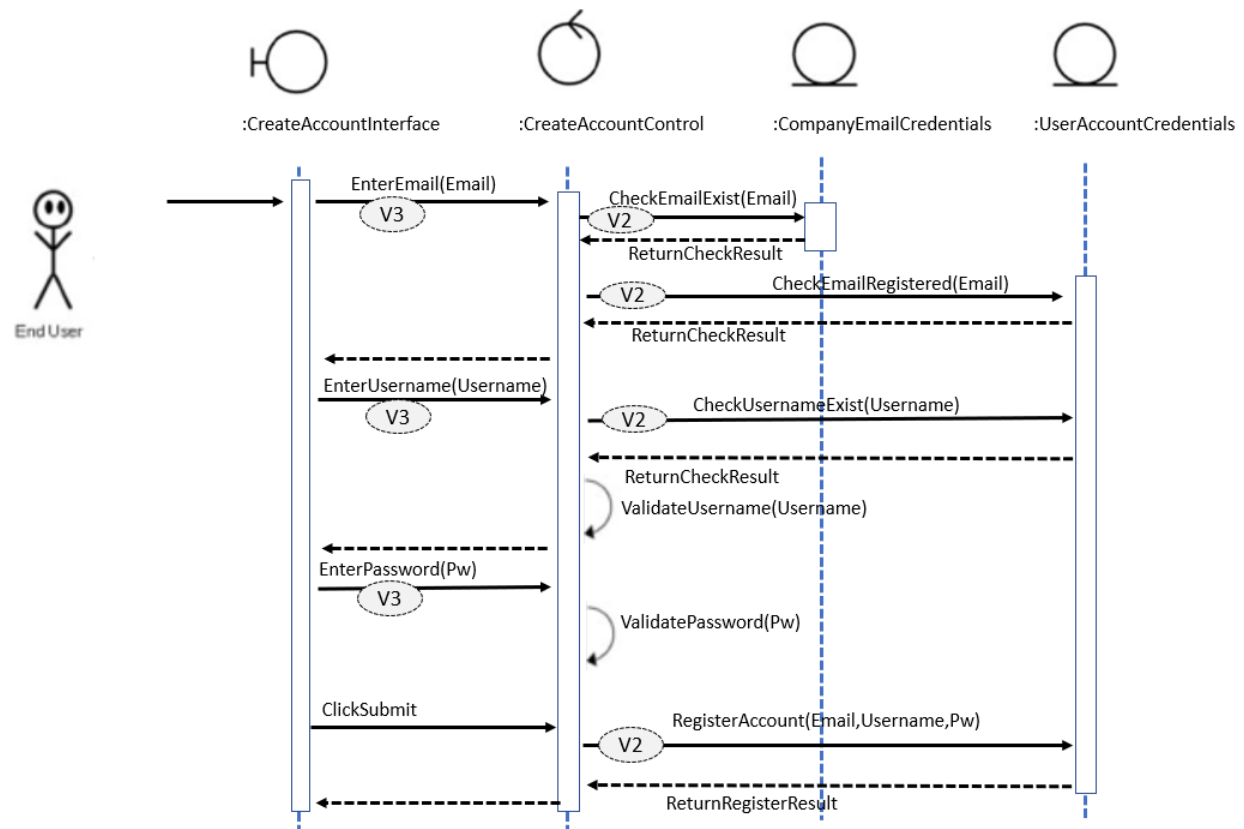 :CreateAccountInterface
:CreateAccountControl
:CompanyEmailCredentials
:UserAccountCredentials
EnterEmail(Email)
V3
CheckEmailExist(Email)
V2
ReturnCheckResult
CheckEmailRegistered(Email)
V2
ReturnCheckResult
End User
EnterUsername(Username)
V3
CheckUsernameExist(Username)
V2
ReturnCheckResult
ValidateUsername(Username)
EnterPassword(Pw)
V3
ValidatePassword(Pw)
ClickSubmit
RegisterAccount(Email,Username,Pw)
V2
ReturnRegisterResult